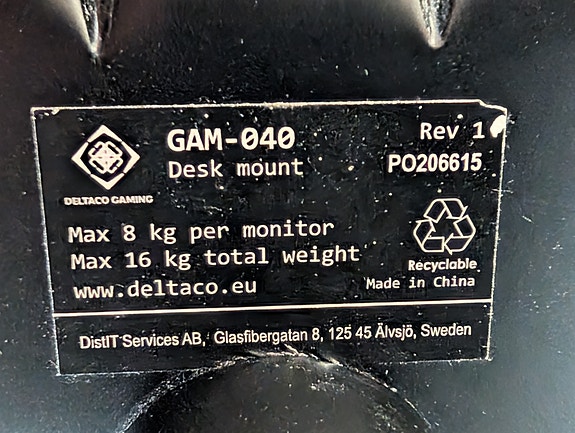 GAM-040
Rev 1
Desk mount
PO206615
DELTACO GAMING
Max 8 kg per monitor
Max 16 kg total weight
Recyclable
www.deltaco.eu
Made in China
DistIT Services AB, Glasfibergatan 8, 125 45 Älvsjö, Sweden